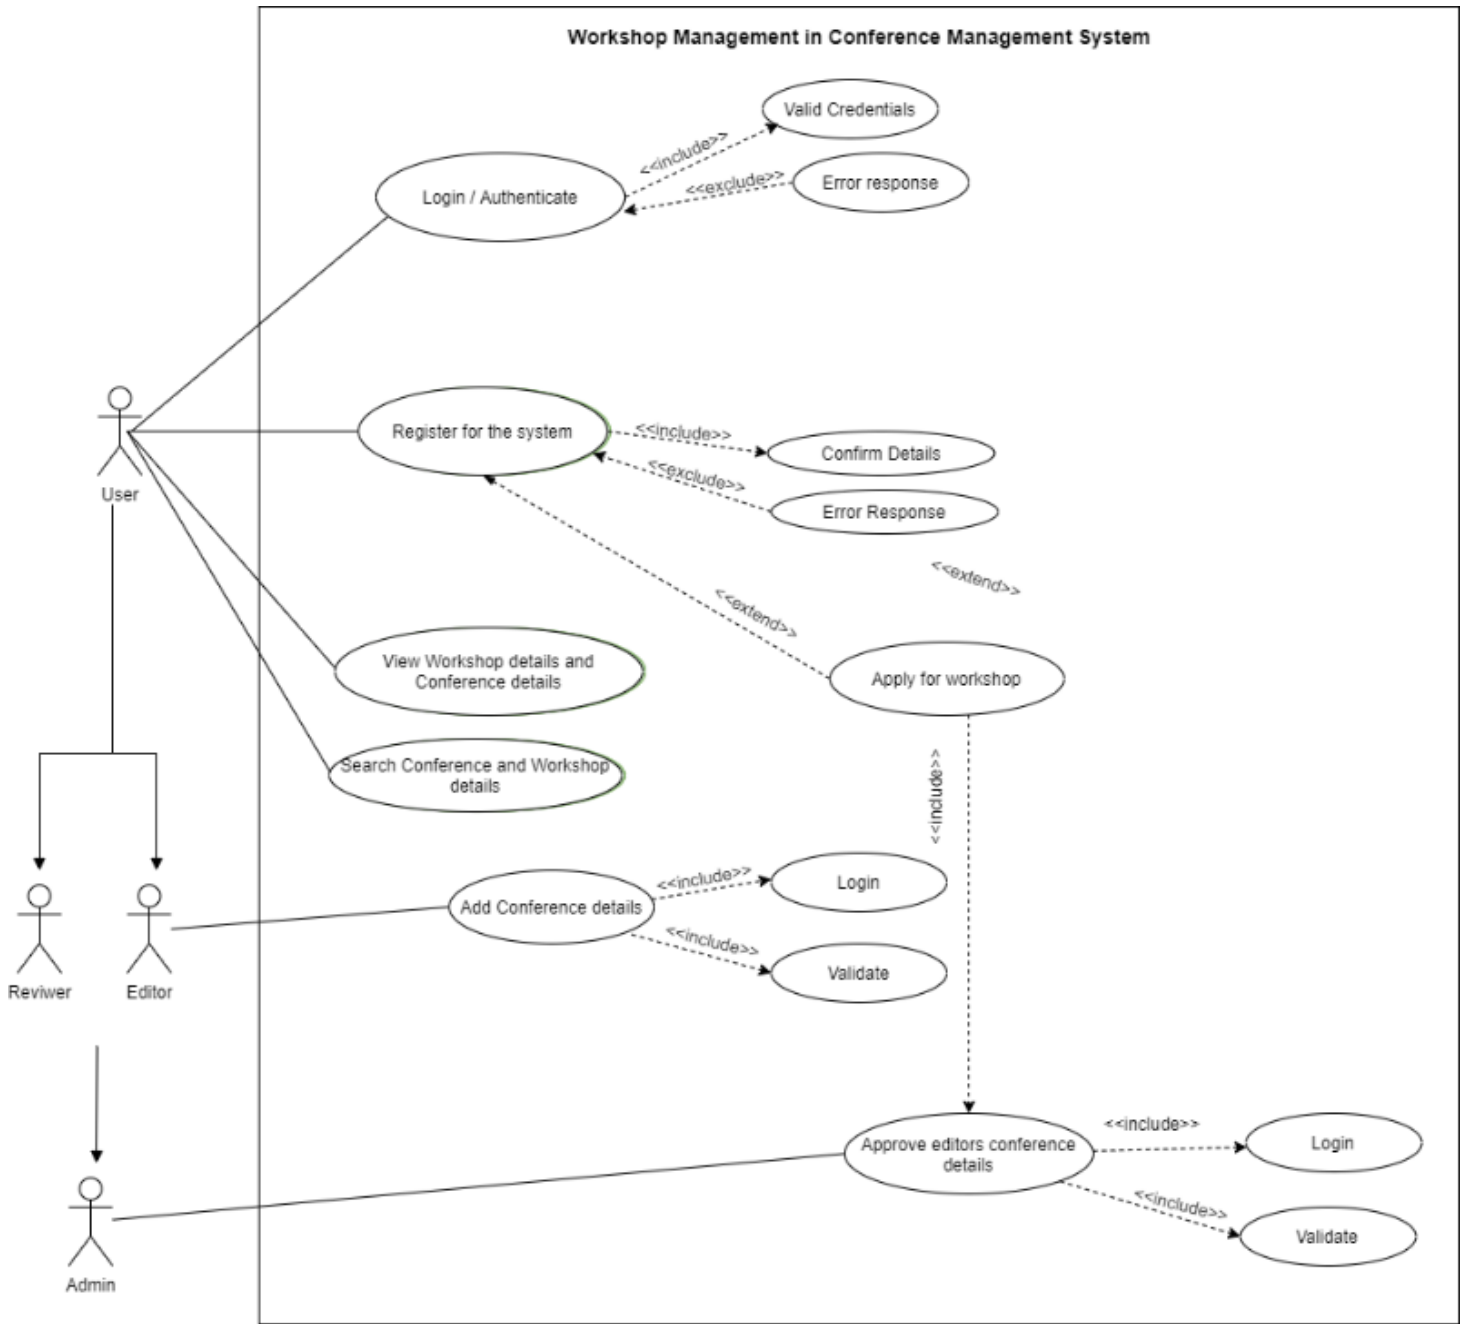 Workshop Management in Conference Management System
Valid Credentials
<<include>>
Login / Authenticate
<<exclude>>
Error response
User
Register for the system
<<include>>
Confirm Details
<<exclude>>
Error Response
<<extend>>
<<extend>>
View Workshop details and
Conference details
Apply for workshop
Search Conference and Workshop
details
<<include>>
Reviwer
Editor
Add Conference details
<<include>>
Login
<<include>>
Validate
Admin
Approve editors conference
details
<<include>>
Login
<<include>>
Validate